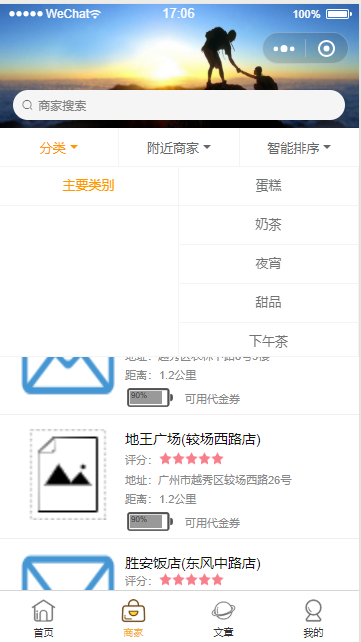 WeChat 17:06 100%
商家搜索
分类 附近商家 智能排序
主要类别 蛋糕
奶茶
夜宵
甜品
下午茶
距离：1.2公里
90% 可用代金券
地王广场(较场西路店)
评分：
地址：广州市越秀区较场西路26号
距离：1.2公里
90% 可用代金券
胜安饭店(东风中路店)
评分：
首页 商家 文章 我的